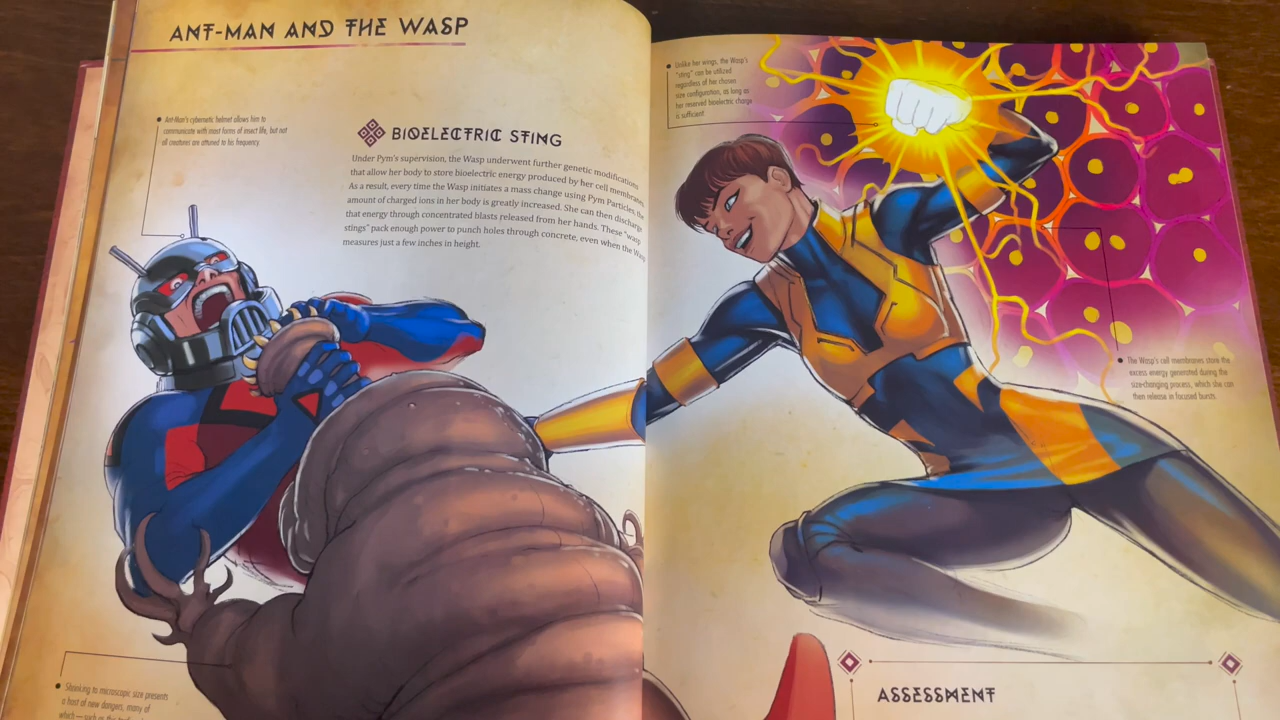 ANT-MAN AND THE WASP
Ant-Man's cybernetic helmet allows him to
communicate with most forms of insect life, but not
all creatures are attuned to his frequency.
BIOELECTRIC STING
Under Pym's supervision, the Wasp underwent further genetic modifications
that allow her body to store bioelectric energy produced by her cell membranes.
As a result, every time the Wasp initiates a mass change using Pym Particles, the
amount of charged ions in her body is greatly increased. She can then discharge
that energy through concentrated blasts released from her hands. These "wasp
stings" pack enough power to punch holes through concrete, even when the Wasp
measures just a few inches in height.
Shrinking to microscopic size presents
a host of new dangers, many of
which—such as the
Unlike her wings, the Wasp's
"sting" can be utilized
regardless of her chosen
size configuration, as long as
her reserved bioelectric charge
is sufficient.
The Wasp's cell membranes store the
excess energy generated during the
size-changing process, which she can
then release in focused bursts.
ASSESSMENT